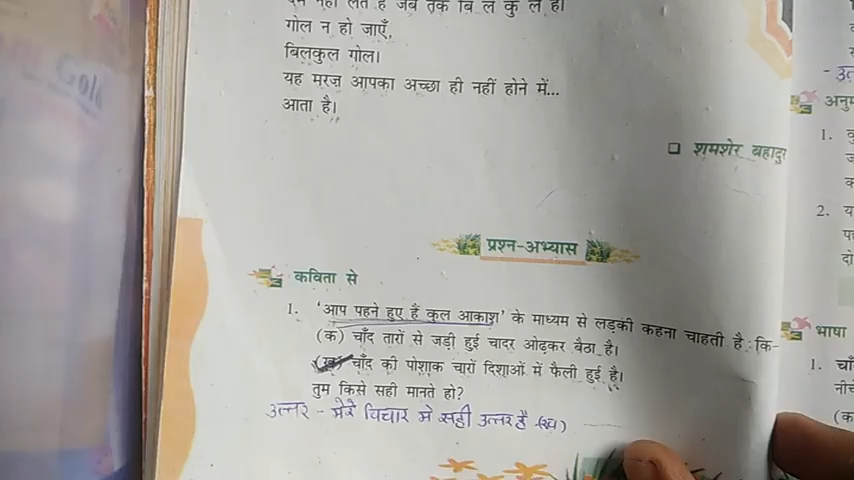 गोल न हो जाएँ,
बिलकुल गोल।
यह मरज़ आपका अच्छा ही नहीं होने में...
आता है।
□ शमशेर बहादुर
प्रश्न-अभ्यास
कविता से
1. 'आप पहने हुए हैं कुल आकाश' के माध्यम से लड़की कहना चाहती है कि-
(क) चाँद तारों से जड़ी हुई चादर ओढ़कर बैठा है।
(ख) चाँद की पोशाक चारों दिशाओं में फैली हुई है।
तुम किसे सही मानते हो?
उत्तर - मेरे विचार मे सही उत्तर है (ख)
1.
2.
भाषा
1.
(क